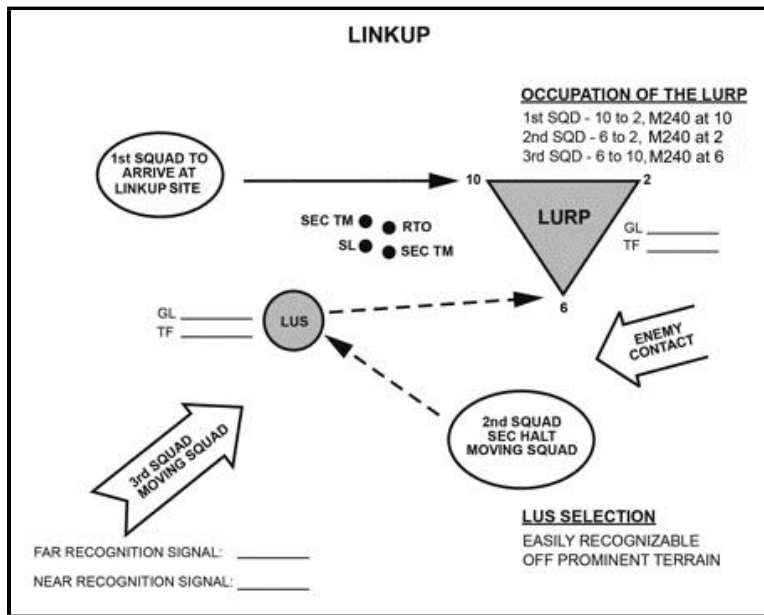 LINKUP
OCCUPATION OF THE LURP
1st SQD - 10 to 2, M240 at 10
2nd SQD - 6 to 2, M240 at 2
3rd SQD - 6 to 10, M240 at 6
1st SQUAD TO
ARRIVE AT
LINKUP SITE
10
2
LURP
6
SEC TM
RTO
SL
SEC TM
GL
TF
GL
TF
LUS
ENEMY
CONTACT
2nd SQUAD
SEC HALT
MOVING SQUAD
3rd SQUAD
MOVING SQUAD
LUS SELECTION
EASILY RECOGNIZABLE
OFF PROMINENT TERRAIN
FAR RECOGNITION SIGNAL:
NEAR RECOGNITION SIGNAL: